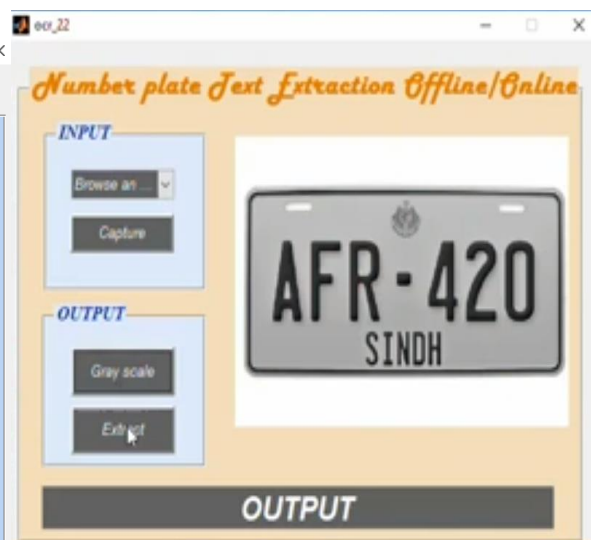 ocr_22
Number plate Text Extraction Offline/Online
INPUT
Browse an ...
Capture
AFR-420
SINDH
OUTPUT
Gray scale
Extract
OUTPUT